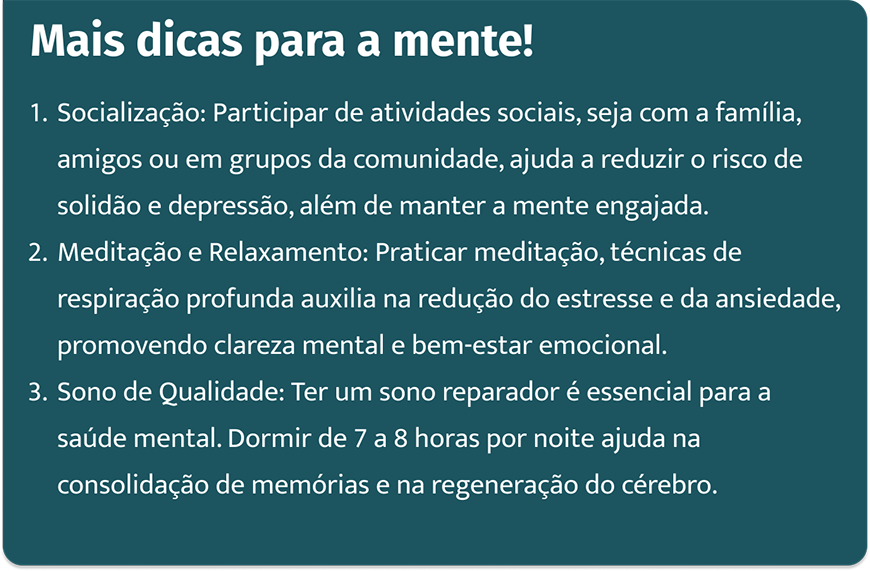 Mais dicas para a mente!
1. Socialização: Participar de atividades sociais, seja com a família,
amigos ou em grupos da comunidade, ajuda a reduzir o risco de
solidão e depressão, além de manter a mente engajada.
2. Meditação e Relaxamento: Praticar meditação, técnicas de
respiração profunda auxilia na redução do estresse e da ansiedade,
promovendo clareza mental e bem-estar emocional.
3. Sono de Qualidade: Ter um sono reparador é essencial para a
saúde mental. Dormir de 7 a 8 horas por noite ajuda na
consolidação de memórias e na regeneração do cérebro.